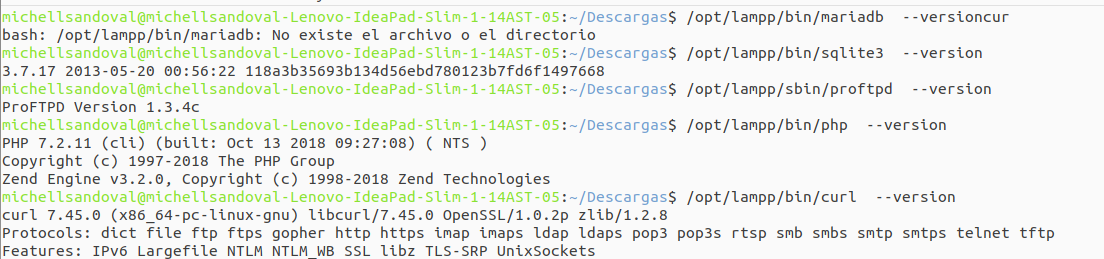 michellsandoval@michellsandoval-Lenovo-IdeaPad-Slim-1-14AST-05:~/Descargas$ /opt/lampp/bin/mariadb  --versioncur
bash: /opt/lampp/bin/mariadb: No existe el archivo o el directorio
michellsandoval@michellsandoval-Lenovo-IdeaPad-Slim-1-14AST-05:~/Descargas$ /opt/lampp/bin/sqlite3  --version
3.7.17 2013-05-20 00:56:22 118a3b35693b134d56ebd780123b7fd6f1497668
michellsandoval@michellsandoval-Lenovo-IdeaPad-Slim-1-14AST-05:~/Descargas$ /opt/lampp/sbin/proftpd  --version
ProFTPD Version 1.3.4c
michellsandoval@michellsandoval-Lenovo-IdeaPad-Slim-1-14AST-05:~/Descargas$ /opt/lampp/bin/php  --version
PHP 7.2.11 (cli) (built: Oct 13 2018 09:27:08) ( NTS )
Copyright (c) 1997-2018 The PHP Group
Zend Engine v3.2.0, Copyright (c) 1998-2018 Zend Technologies
michellsandoval@michellsandoval-Lenovo-IdeaPad-Slim-1-14AST-05:~/Descargas$ /opt/lampp/bin/curl  --version
curl 7.45.0 (x86_64-pc-linux-gnu) libcurl/7.45.0 OpenSSL/1.0.2p zlib/1.2.8
Protocols: dict file ftp ftps gopher http https imap imaps ldap ldaps pop3 pop3s rtsp smb smbs smtp smtps telnet tftp
Features: IPv6 Largefile NTLM NTLM_WB SSL libz TLS-SRP UnixSockets